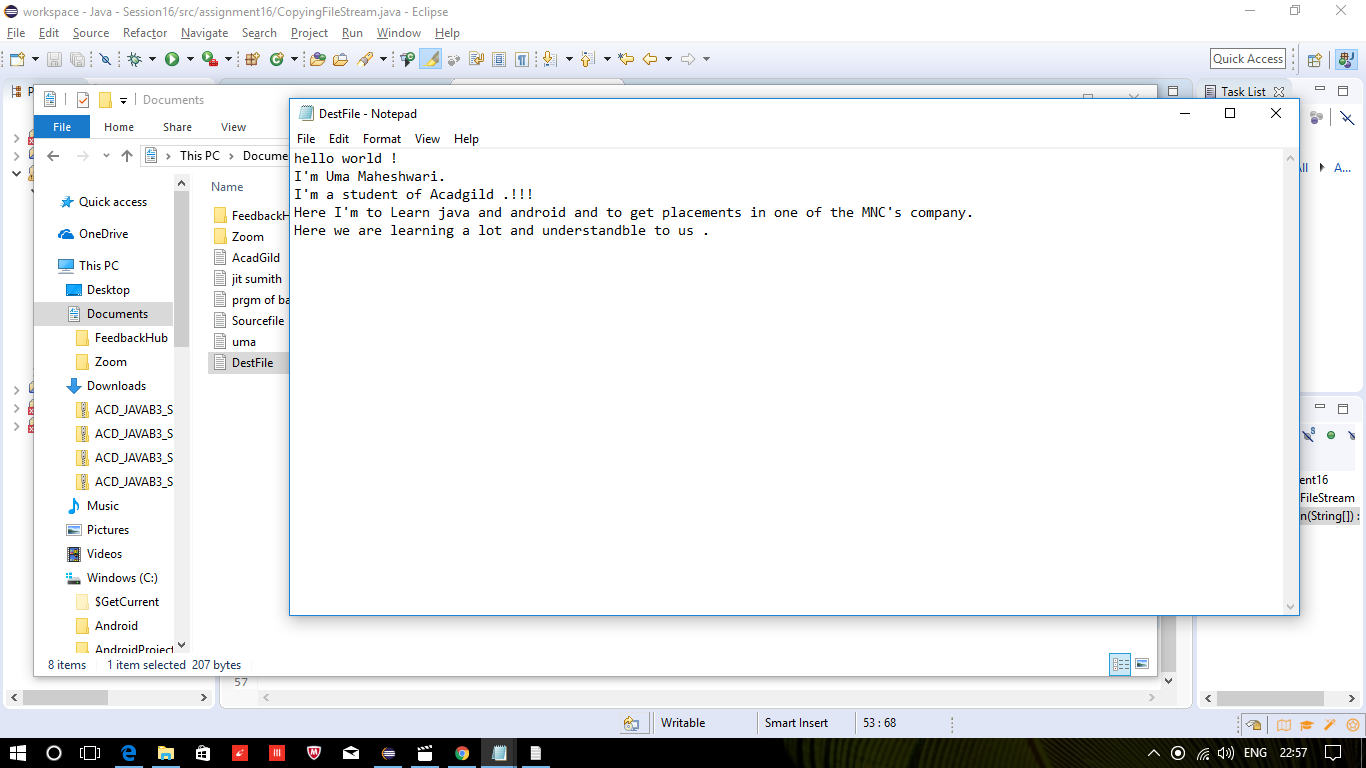 workspace - Java - Session16/src/assignment16/CopyingFileStream.java - Eclipse
File Edit Source Refactor Navigate Search Project Run Window Help
Quick Access
Documents
Task List
File Home Share View
This PC > Docume
Name
Quick access
OneDrive
This PC
Desktop
Documents
FeedbackHub
Zoom
Downloads
ACD_JAVAB3_S
ACD_JAVAB3_S
ACD_JAVAB3_S
ACD_JAVAB3_S
Music
Pictures
Videos
Windows (C:)
$GetCurrent
Android
AndroidProject
FeedbackH
Zoom
AcadGild
jit sumith
prgm of ba
Sourcefile
uma
DestFile
8 items 1 item selected 207 bytes
DestFile - Notepad
File Edit Format View Help
hello world !
I'm Uma Maheshwari.
I'm a student of Acadgild .!!!
Here I'm to Learn java and android and to get placements in one of the MNC's company.
Here we are learning a lot and understandble to us .
A...
ent16
FileStream
n(String[]) :
57
Writable Smart Insert 53 : 68
ENG 22:57